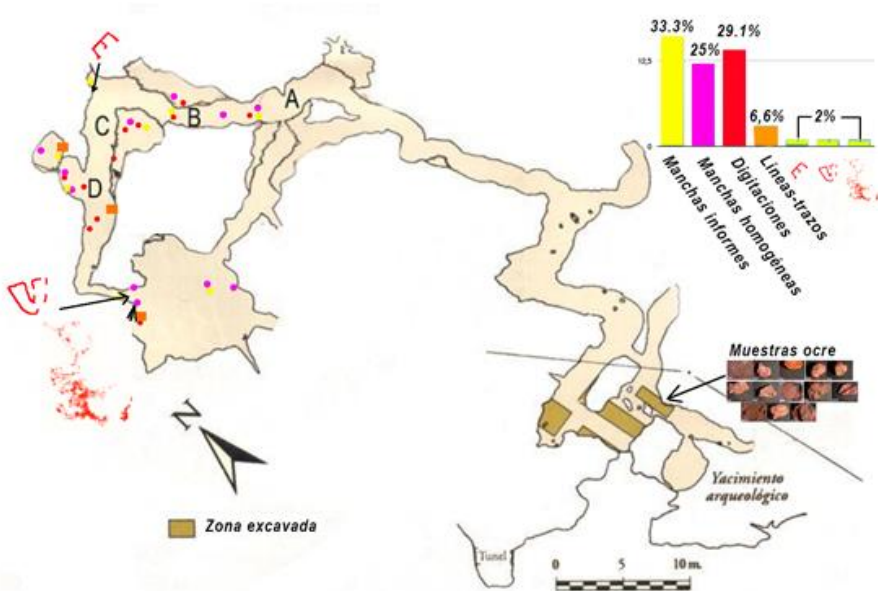 33.3%
25%
29.1%
6,6%
2%
12,5
0
Manchas informes
Manchas homogéneas
Digitaciones
Líneas-trazos
A
B
C
D
N
Muestras ocre
Yacimiento
arqueológico
Zona excavada
Tunel
0 5 10 m.